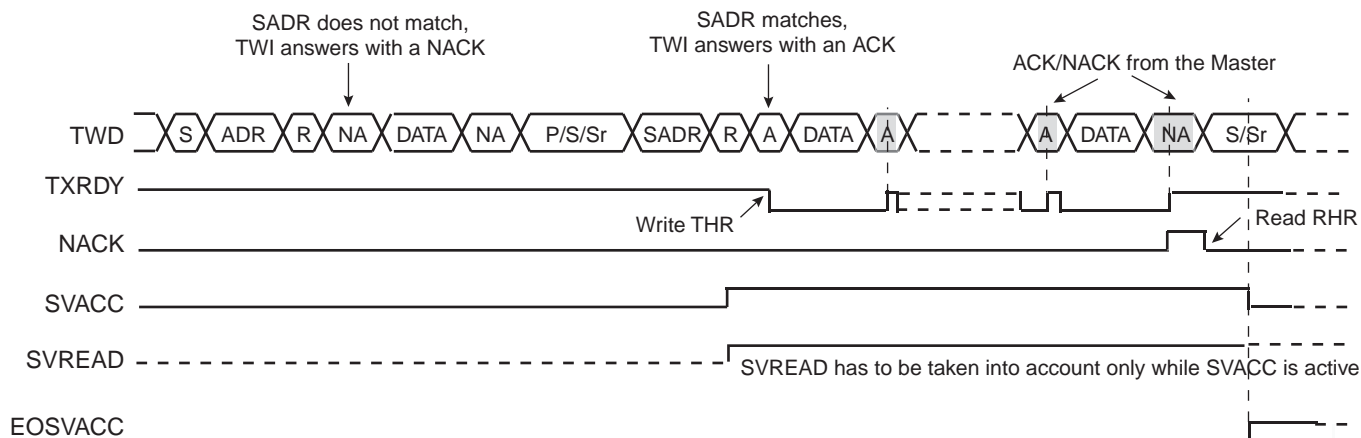 SADR does not match,
TWI answers with a NACK
SADR matches,
TWI answers with an ACK
ACK/NACK from the Master
TWD S ADR R NA DATA NA P/S/Sr SADR R A DATA A A DATA NA S/Sr
TXRDY
Write THR
Read RHR
NACK
SVACC
SVREAD
SVREAD has to be taken into account only while SVACC is active
EOSVACC